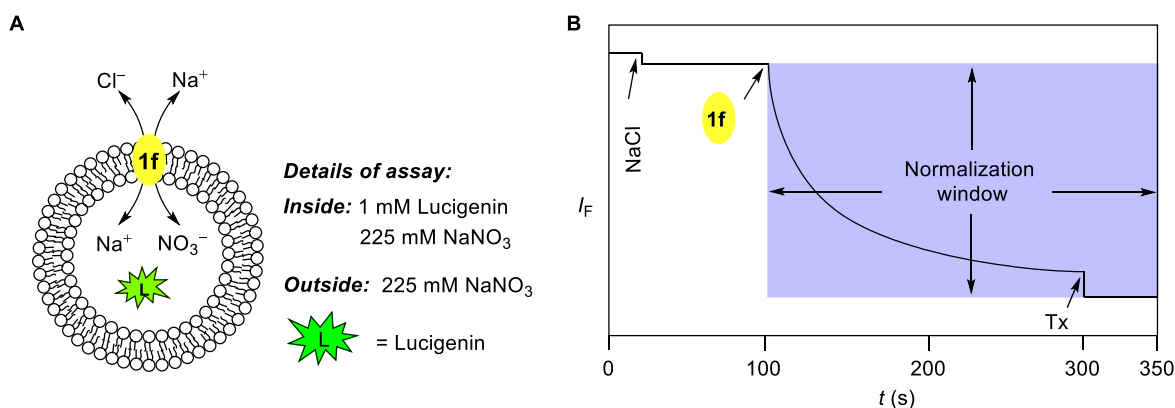 A
Cl⁻
Na⁺
1f
Na⁺
NO₃⁻
L
Details of assay:
Inside: 1 mM Lucigenin
225 mM NaNO₃
Outside: 225 mM NaNO₃
L = Lucigenin
B
I_F
NaCl
1f
Normalization
window
Tx
0
100
200
300
350
t (s)